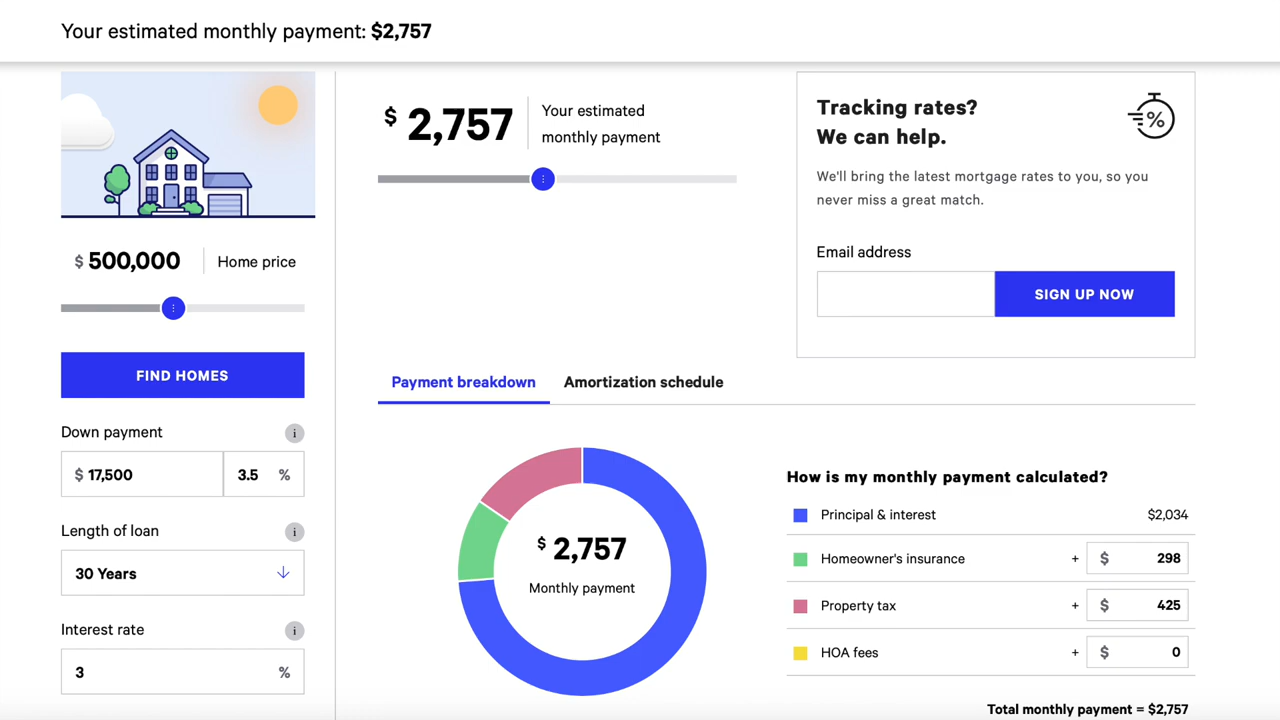 Your estimated monthly payment: $2,757
$ 500,000 Home price
FIND HOMES
Down payment i
$ 17,500 3.5 %
Length of loan i
30 Years
Interest rate i
3 %
$ 2,757
Your estimated
monthly payment
Tracking rates?
We can help.
%
We'll bring the latest mortgage rates to you, so you
never miss a great match.
Email address
SIGN UP NOW
Payment breakdown Amortization schedule
$ 2,757
Monthly payment
How is my monthly payment calculated?
Principal & interest $2,034
Homeowner's insurance + $ 298
Property tax + $ 425
HOA fees + $ 0
Total monthly payment = $2,757